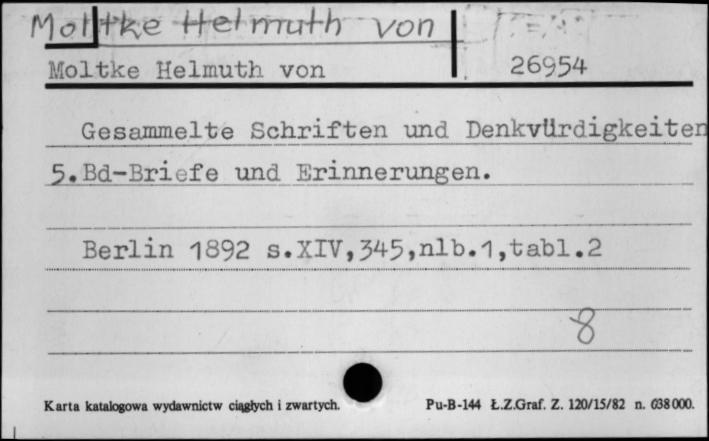 Moltke Helmuth von
Moltke Helmuth von 26954
Gesammelte Schriften und Denkvürdigkeiten
5.Bd-Briefe und Erinnerungen.
Berlin 1892 s.XIV,345,nlb.1,tabl.2
8
Karta katalogowa wydawnictw ciągłych i zwartych. Pu-B-144 Ł.Z.Graf. Z. 120/15/82 n. 638000.